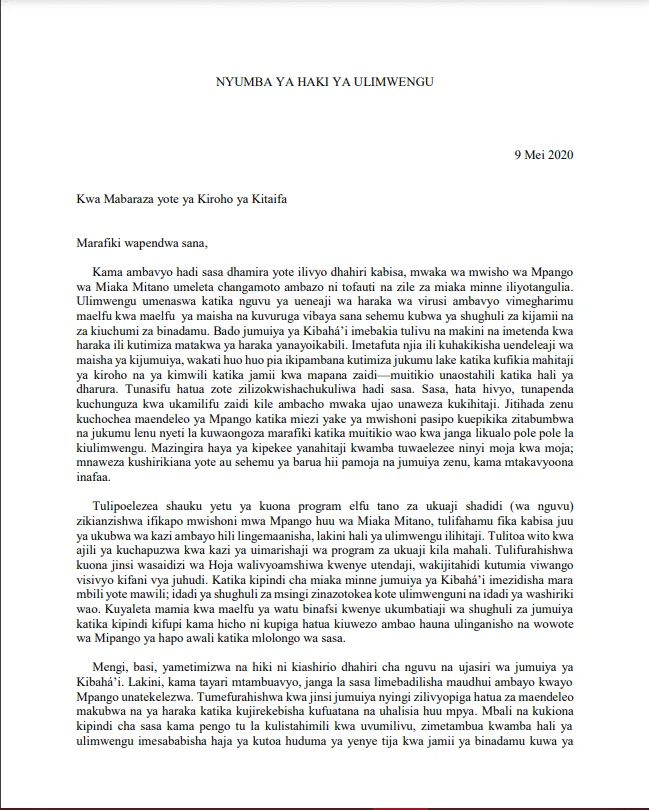 NYUMBA YA HAKI YA ULIMWENGU
9 Mei 2020
Kwa Mabaraza yote ya Kiroho ya Kitaifa
Marafiki wapendwa sana,
Kama ambavyo hadi sasa dhamira yote ilivyo dhahiri kabisa, mwaka wa mwisho wa Mpango
wa Miaka Mitano umeleta changamoto ambazo ni tofauti na zile za miaka minne iliyotangulia.
Ulimwengu umenaswa katika nguvu ya ueneaji wa haraka wa virusi ambavyo vimegharimu
maelfu kwa maelfu ya maisha na kuvuruga vibaya sana sehemu kubwa ya shughuli za kijamii na
za kiuchumi za binadamu. Bado jumuiya ya Kibahá’i imebakia tulivu na makini na imetenda kwa
haraka ili kutimiza matakwa ya haraka yanayoikabili. Imetafuta njia ili kuhakikisha uendeleaji wa
maisha ya kijumuiya, wakati huo huo pia ikipambana kutimiza jukumu lake katika kufikia mahitaji
ya kiroho na ya kimwili katika jamii kwa mapana zaidi—muitikio unaostahili katika hali ya
dharura. Tunasifu hatua zote zilizokwishachukuliwa hadi sasa. Sasa, hata hivyo, tunapenda
kuchunguza kwa ukamilifu zaidi kile ambacho mwaka ujao unaweza kukihitaji. Jitihada zenu
kuchochea maendeleo ya Mpango katika miezi yake ya mwishoni pasipo kuepikika zitabumbwa
na jukumu lenu nyeti la kuwaongoza marafiki katika muitikio wao kwa janga likualo pole pole la
kiulimwengu. Mazingira haya ya kipekee yanahitaji kwamba tuwaelezee ninyi moja kwa moja;
mnaweza kushirikiana yote au sehemu ya barua hii pamoja na jumuiya zenu, kama mtakavyoona
inafaa.
Tulipoelezea shauku yetu ya kuona program elfu tano za ukuaji shadidi (wa nguvu)
zikianzishwa ifikapo mwishoni mwa Mpango huu wa Miaka Mitano, tulifahamu fika kabisa juu
ya ukubwa wa kazi ambayo hili lingemaanisha, lakini hali ya ulimwengu ilihitaji. Tulitoa wito kwa
ajili ya kuchapuzwa kwa kazi ya uimarishaji wa program za ukuaji kila mahali. Tulifurahishwa
kuona jinsi wasaidizi wa Hoja walivyoamshiwa kwenye utendaji, wakijitahidi kutumia viwango
visivyo kifani vya juhudi. Katika kipindi cha miaka minne jumuiya ya Kibahá’i imezidisha mara
mbili yote mawili; idadi ya shughuli za msingi zinazotokea kote ulimwenguni na idadi ya washiriki
wao. Kuyaleta mamia kwa maelfu ya watu binafsi kwenye ukumbatiaji wa shughuli za jumuiya
katika kipindi kifupi kama hicho ni kupiga hatua kiuwezo ambao hauna ulinganisho na wowote
wa Mipango ya hapo awali katika mlolongo wa sasa.
Mengi, basi, yametimizwa na hiki ni kiashirio dhahiri cha nguvu na ujasiri wa jumuiya ya
Kibahá’i. Lakini, kama tayari mtambuavyo, janga la sasa limebadilisha maudhui ambayo kwayo
Mpango unatekelezwa. Tumefurahishwa kwa jinsi jumuiya nyingi zilivyopiga hatua za maendeleo
makubwa na ya haraka katika kujirekebisha kufuatana na uhalisia huu mpya. Mbali na kukiona
kipindi cha sasa kama pengo tu la kulistahimili kwa uvumilivu, zimetambua kwamba hali ya
ulimwengu imesababisha haja ya kutoa huduma ya yenye tija kwa jamii ya binadamu kuwa ya